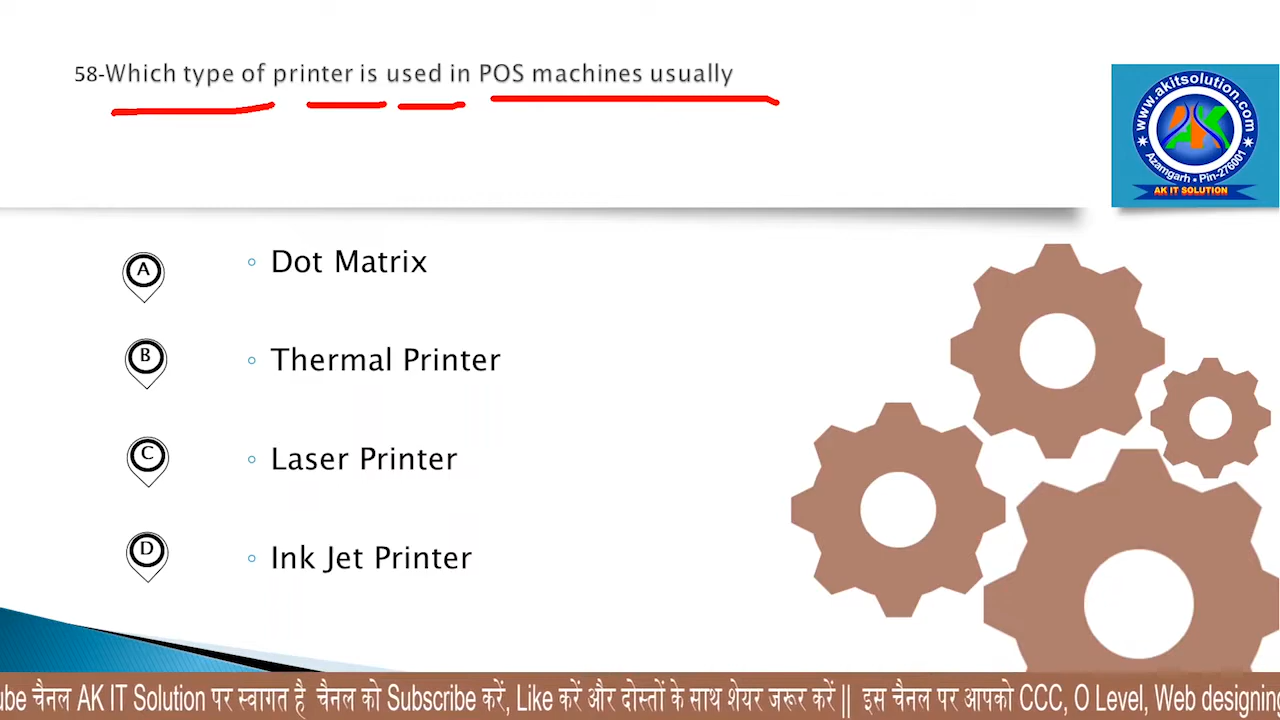 58-Which type of printer is used in POS machines usually
www.akitsolution.com
AK
Azamgarh • Pin-276001
AK IT SOLUTION
A
Dot Matrix
B
Thermal Printer
C
Laser Printer
D
Ink Jet Printer
ube चैनल AK IT Solution पर स्वागत है चैनल को Subscribe करें, Like करें और दोस्तों के साथ शेयर जरूर करें || इस चैनल पर आपको CCC, O Level, Web designing